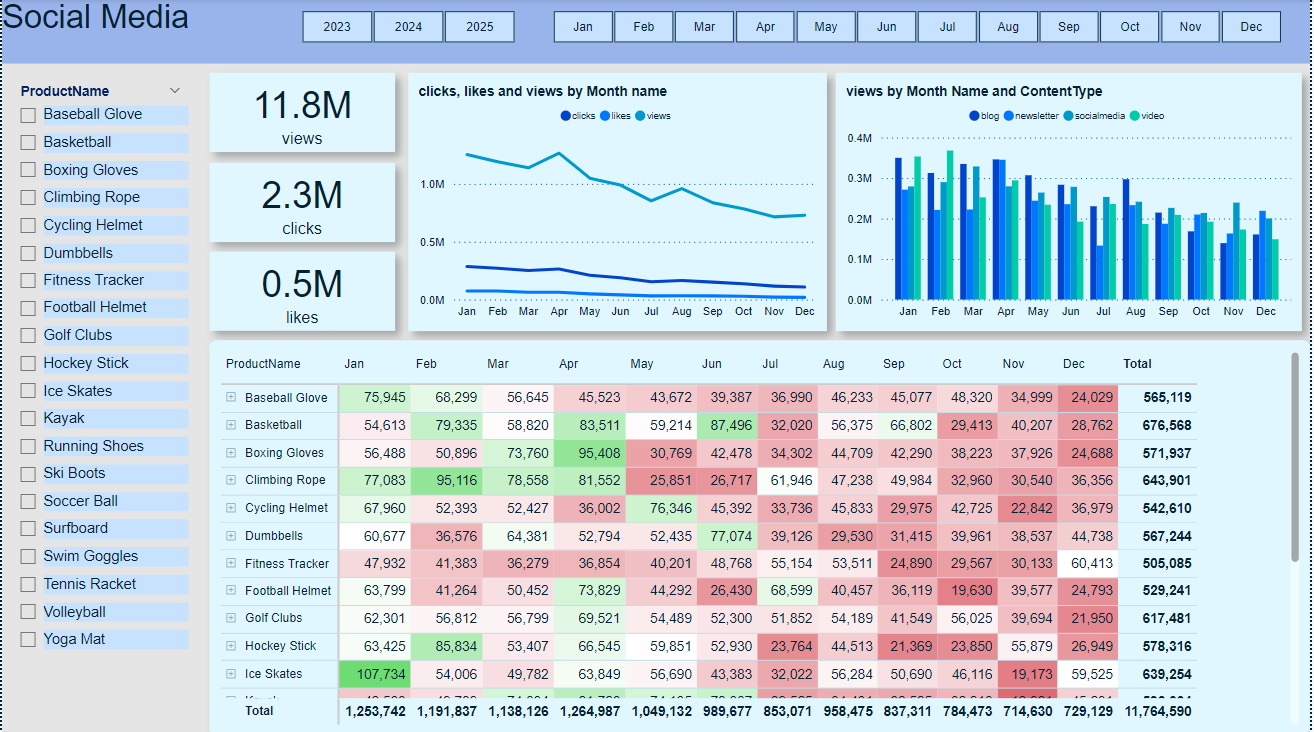 Social Media
2023 2024 2025 Jan Feb Mar Apr May Jun Jul Aug Sep Oct Nov Dec
ProductName
Baseball Glove
Basketball
Boxing Gloves
Climbing Rope
Cycling Helmet
Dumbbells
Fitness Tracker
Football Helmet
Golf Clubs
Hockey Stick
Ice Skates
Kayak
Running Shoes
Ski Boots
Soccer Ball
Surfboard
Swim Goggles
Tennis Racket
Volleyball
Yoga Mat
11.8M
views
2.3M
clicks
0.5M
likes
clicks, likes and views by Month name
clicks likes views
1.0M
0.5M
0.0M
Jan Feb Mar Apr May Jun Jul Aug Sep Oct Nov Dec
views by Month Name and ContentType
blog newsletter socialmedia video
0.4M
0.3M
0.2M
0.1M
0.0M
Jan Feb Mar Apr May Jun Jul Aug Sep Oct Nov Dec
ProductName Jan Feb Mar Apr May Jun Jul Aug Sep Oct Nov Dec Total
Baseball Glove 75,945 68,299 56,645 45,523 43,672 39,387 36,990 46,233 45,077 48,320 34,999 24,029 565,119
Basketball 54,613 79,335 58,820 83,511 59,214 87,496 32,020 56,375 66,802 29,413 40,207 28,762 676,568
Boxing Gloves 56,488 50,896 73,760 95,408 30,769 42,478 34,302 44,709 42,290 38,223 37,926 24,688 571,937
Climbing Rope 77,083 95,116 78,558 81,552 25,851 26,717 61,946 47,238 49,984 32,960 30,540 36,356 643,901
Cycling Helmet 67,960 52,393 52,427 36,002 76,346 45,392 33,736 45,833 29,975 42,725 22,842 36,979 542,610
Dumbbells 60,677 36,576 64,381 52,794 52,435 77,074 39,126 29,530 31,415 39,961 38,537 44,738 567,244
Fitness Tracker 47,932 41,383 36,279 36,854 40,201 48,768 55,154 53,511 24,890 29,567 30,133 60,413 505,085
Football Helmet 63,799 41,264 50,452 73,829 44,292 26,430 68,599 40,457 36,119 19,630 39,577 24,793 529,241
Golf Clubs 62,301 56,812 56,799 69,521 54,489 52,300 51,852 54,189 41,549 56,025 39,694 21,950 617,481
Hockey Stick 63,425 85,834 53,407 66,545 59,851 52,930 23,764 44,513 21,369 23,850 55,879 26,949 578,316
Ice Skates 107,734 54,006 49,782 63,849 56,690 43,383 32,022 56,284 50,690 46,116 19,173 59,525 639,254
Total 1,253,742 1,191,837 1,138,126 1,264,987 1,049,132 989,677 853,071 958,475 837,311 784,473 714,630 729,129 11,764,590